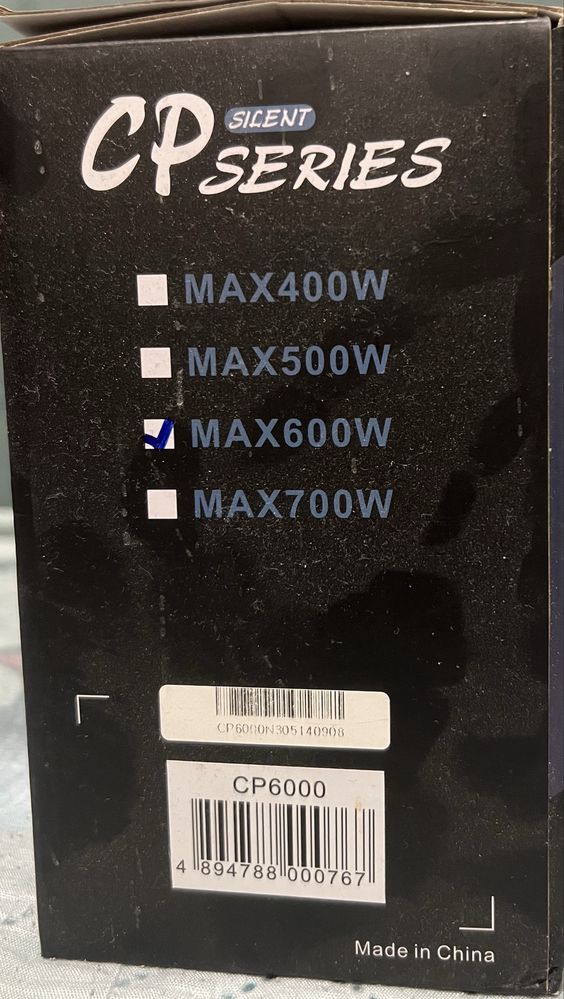 CP SILENT SERIES
MAX400W
MAX500W
MAX600W
MAX700W
CP6000N305140908
CP6000
4 894788 000767
Made in China